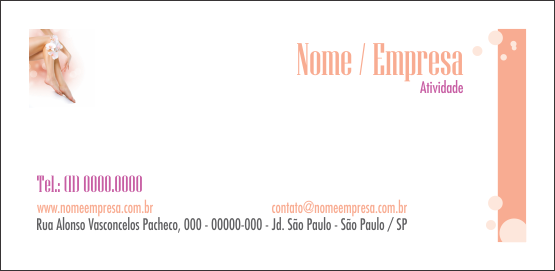 Nome / Empresa
Atividade
Tel.: (11) 0000.0000
www.nomeempresa.com.br contato@nomeempresa.com.br
Rua Alonso Vasconcelos Pacheco, 000 - 00000-000 - Jd. São Paulo - São Paulo / SP